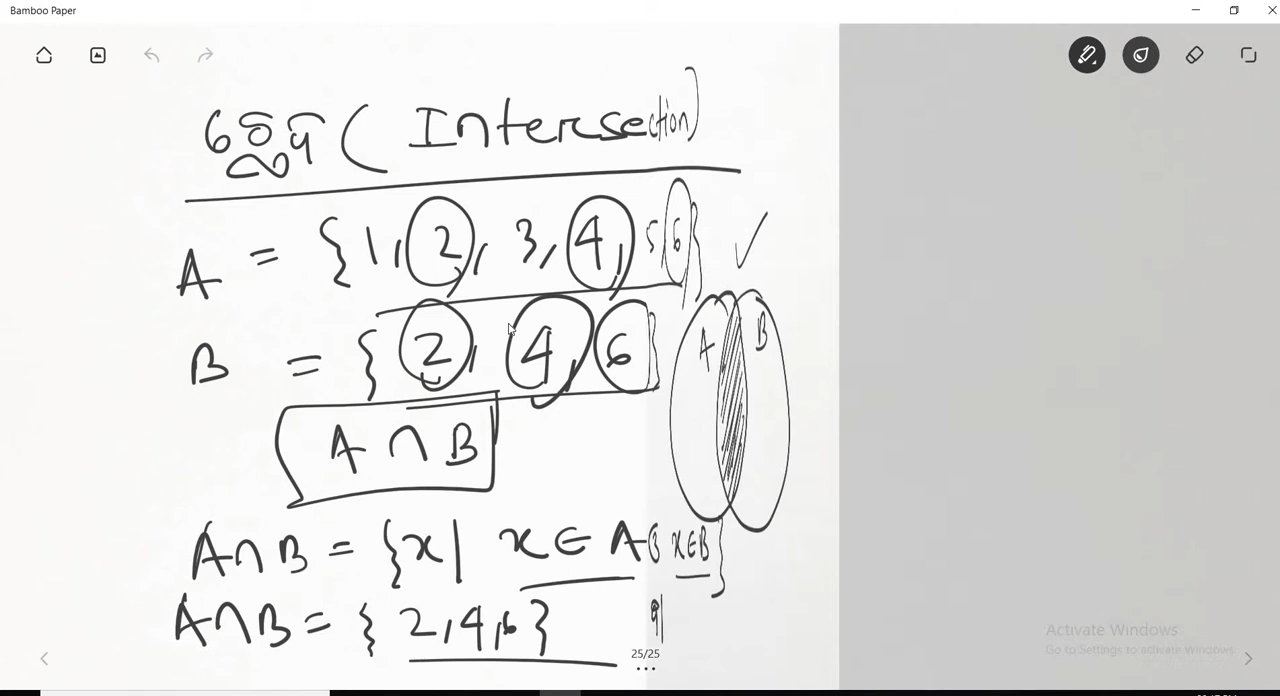 Bamboo Paper
(Intersection)
A = {1, 2, 3, 4, 5 6} ✓
B = {2, 4, 6}
A B
A ∩ B
A∩B = {x| x ∈ A x∈B}
A∩B = {2,4,6}
25/25
Activate Windows
Go to Settings to activate Windows